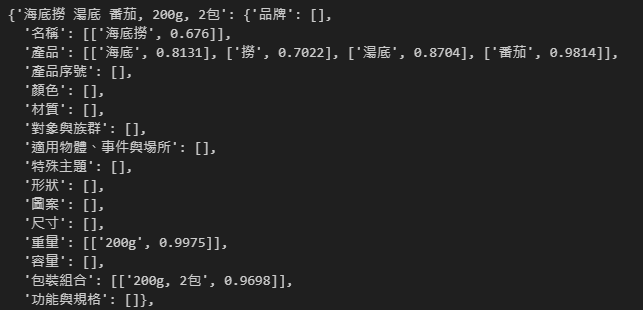 {'海底撈 湯底 番茄, 200g, 2包': {'品牌': [],
'名稱': [['海底撈', 0.676]],
'產品': [['海底', 0.8131], ['撈', 0.7022], ['湯底', 0.8704], ['番茄', 0.9814]],
'產品序號': [],
'顏色': [],
'材質': [],
'對象與族群': [],
'適用物體、事件與場所': [],
'特殊主題': [],
'形狀': [],
'圖案': [],
'尺寸': [],
'重量': [['200g', 0.9975]],
'容量': [],
'包裝組合': [['200g, 2包', 0.9698]],
'功能與規格': []},